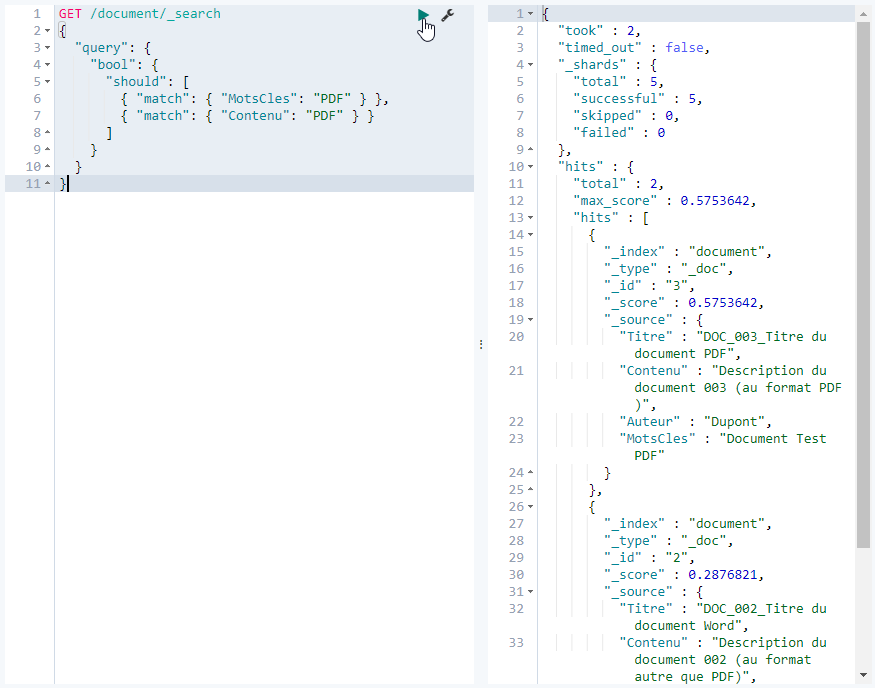 1 GET /document/_search
2 {
3 "query": {
4 "bool": {
5 "should": [
6 { "match": { "MotsCles": "PDF" } },
7 { "match": { "Contenu": "PDF" } }
8 ]
9 }
10 }
11 }
1 {
2 "took" : 2,
3 "timed_out" : false,
4 "_shards" : {
5 "total" : 5,
6 "successful" : 5,
7 "skipped" : 0,
8 "failed" : 0
9 },
10 "hits" : {
11 "total" : 2,
12 "max_score" : 0.5753642,
13 "hits" : [
14 {
15 "_index" : "document",
16 "_type" : "_doc",
17 "_id" : "3",
18 "_score" : 0.5753642,
19 "_source" : {
20 "Titre" : "DOC_003_Titre du
document PDF",
21 "Contenu" : "Description du
document 003 (au format PDF
)",
22 "Auteur" : "Dupont",
23 "MotsCles" : "Document Test
PDF"
24 }
25 },
26 {
27 "_index" : "document",
28 "_type" : "_doc",
29 "_id" : "2",
30 "_score" : 0.2876821,
31 "_source" : {
32 "Titre" : "DOC_002_Titre du
document Word",
33 "Contenu" : "Description du
document 002 (au format
autre que PDF)",